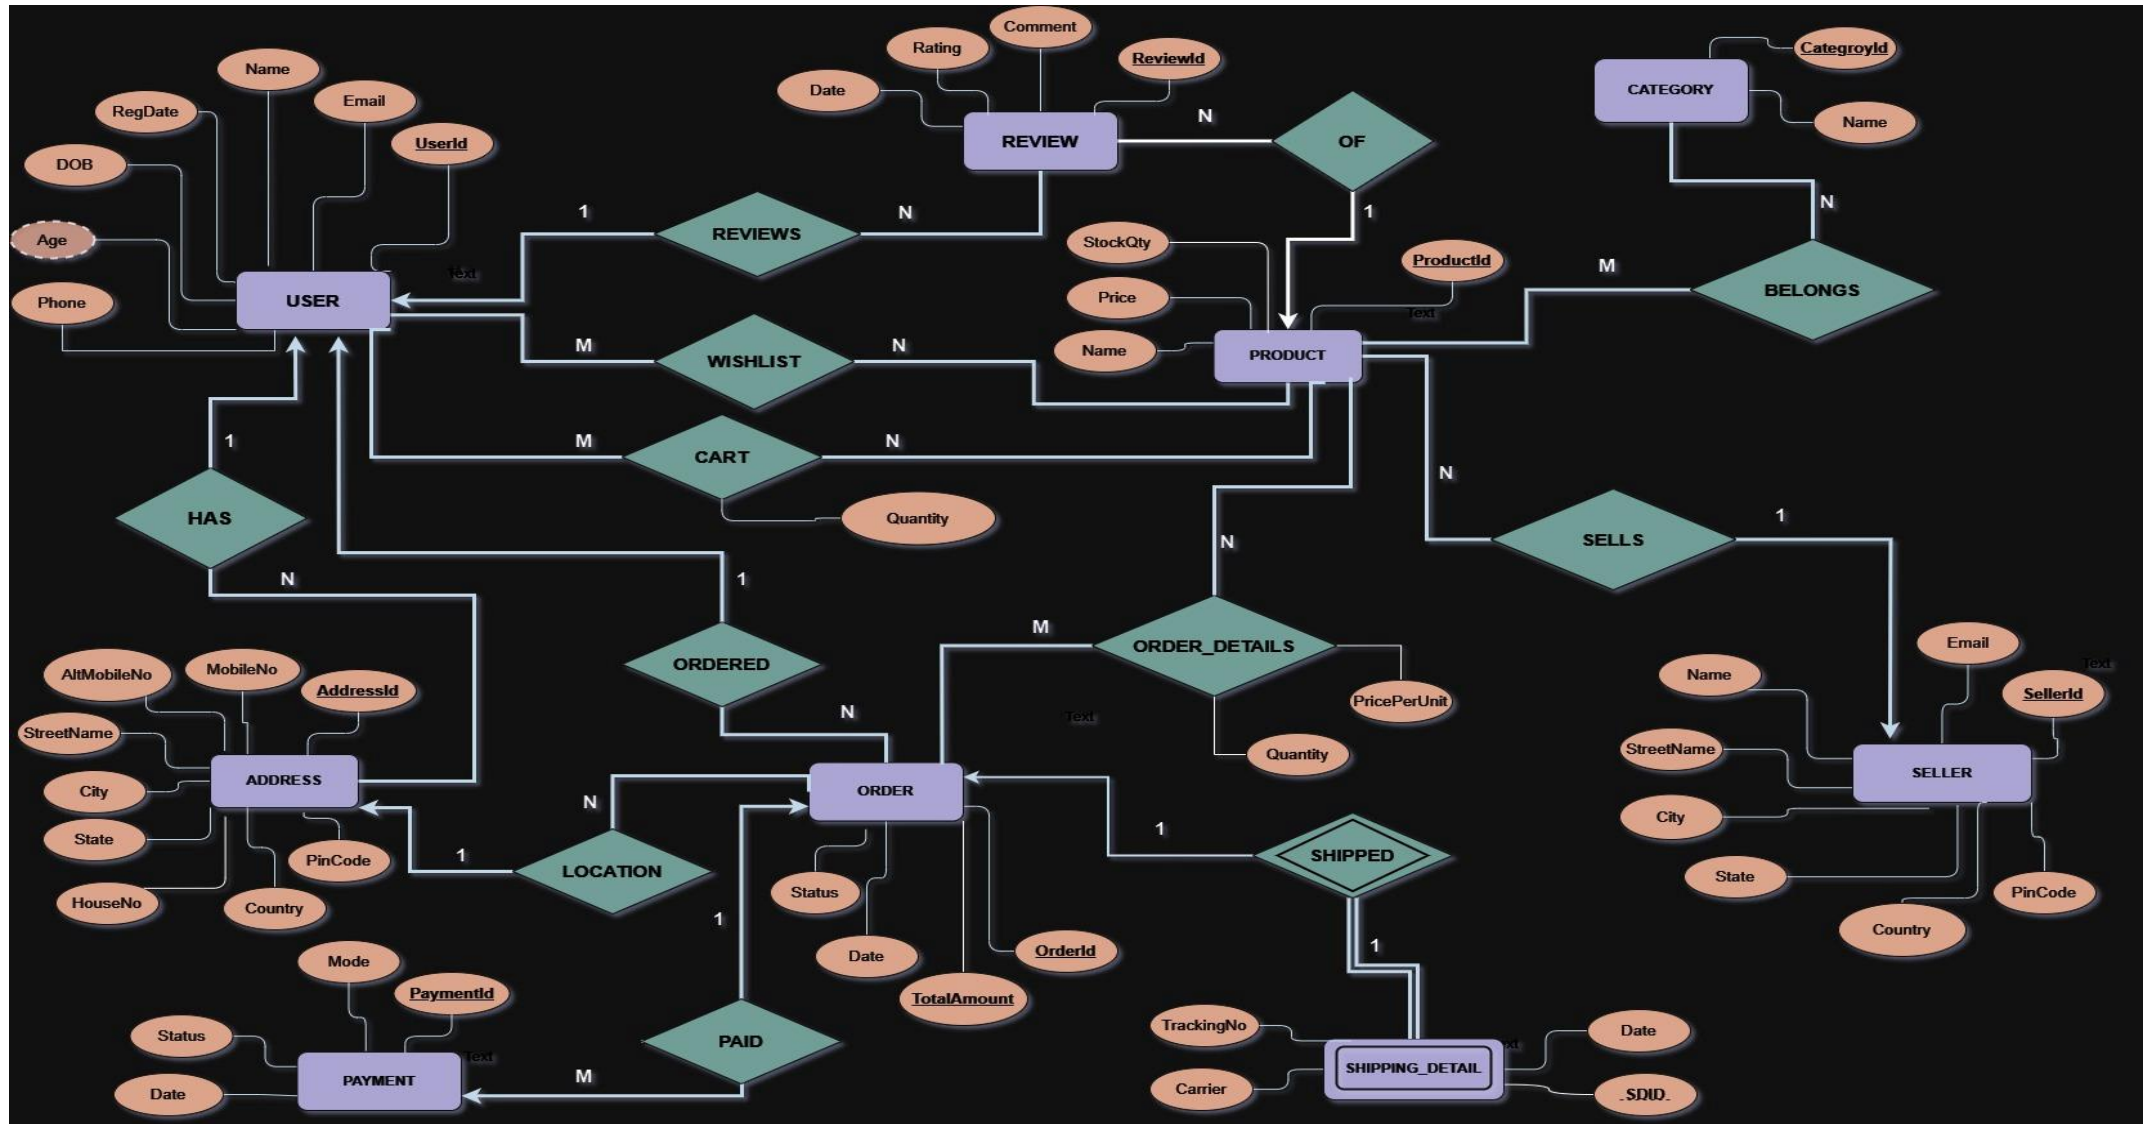 Comment
Rating
ReviewId
CategroyId
Name
Date
Email
CATEGORY
RegDate
N
Name
UserId
REVIEW
OF
DOB
1
N
1
N
REVIEWS
StockQty
Age
ProductId
M
Text
BELONGS
Phone
USER
Price
Text
M
WISHLIST
N
Name
PRODUCT
1
M
CART
N
N
HAS
Quantity
1
SELLS
N
N
1
M
ORDER_DETAILS
Email
ORDERED
AltMobileNo
MobileNo
AddressId
Name
Text
SellerId
PricePerUnit
N
Text
StreetName
Quantity
StreetName
ADDRESS
ORDER
SELLER
City
N
City
State
1
1
PinCode
LOCATION
SHIPPED
HouseNo
Country
Status
State
PinCode
1
Country
1
Mode
Date
OrderId
PaymentId
TotalAmount
Status
TrackingNo
Date
PAID
Text
PAYMENT
M
SHIPPING_DETAIL
Date
Carrier
SDID